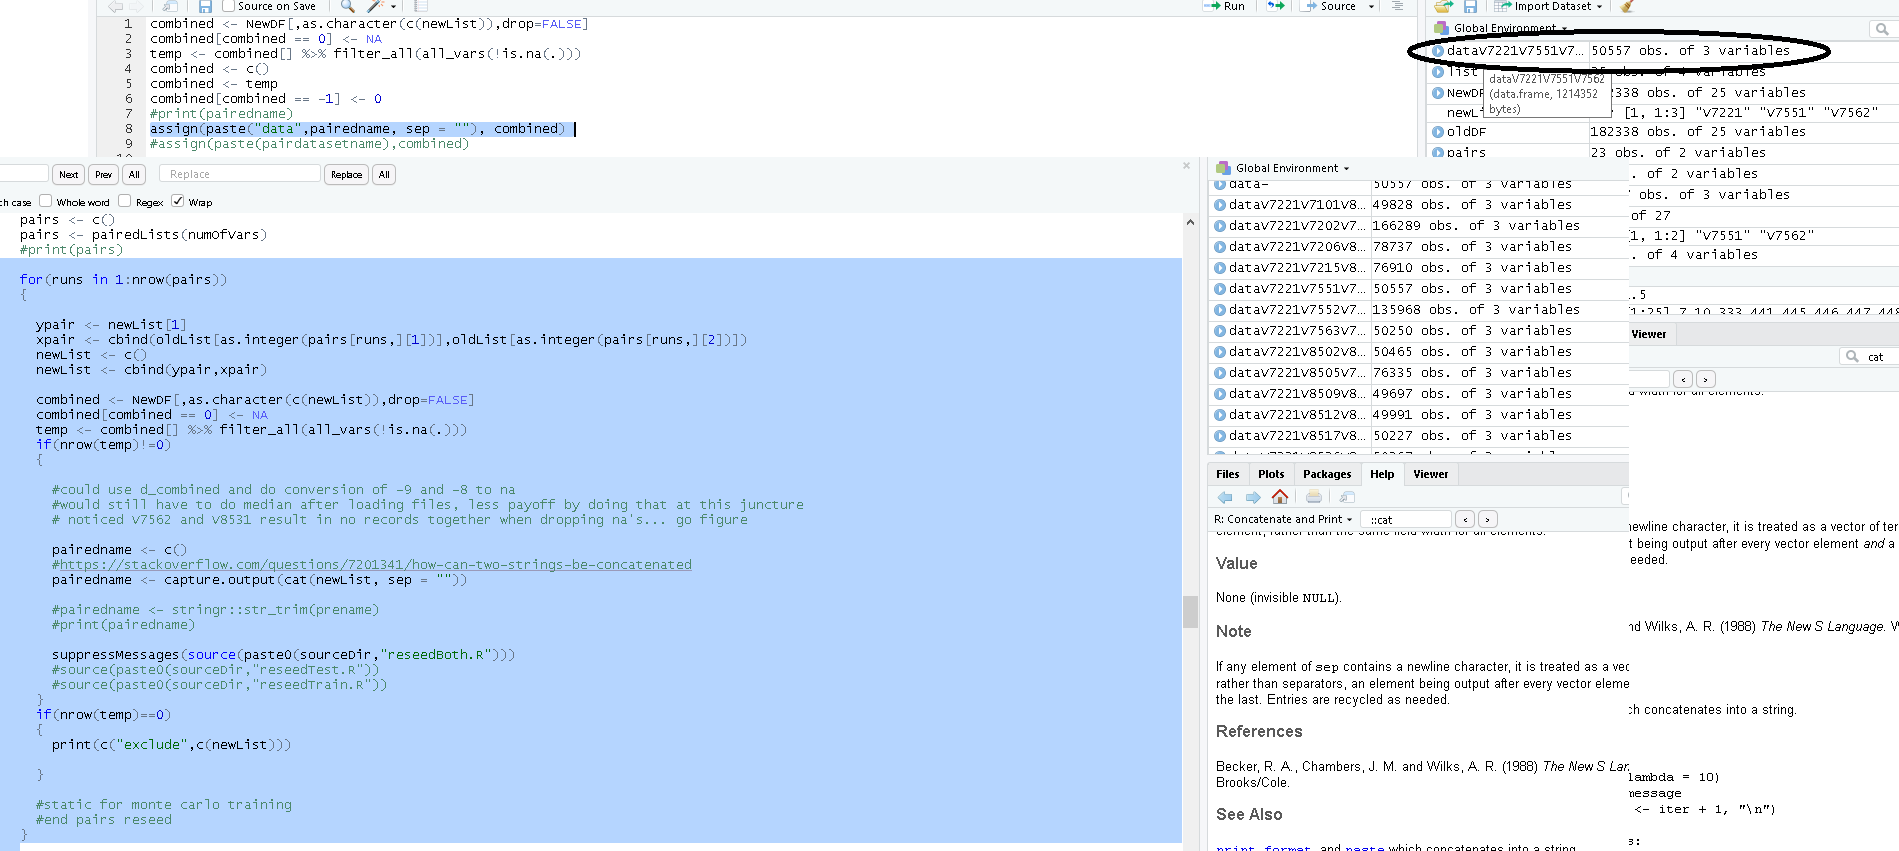 Source on Save
Run
Source
Import Dataset
1 combined <- NewDF[,as.character(c(newList)),drop=FALSE]
2 combined[combined == 0] <- NA
3 temp <- combined[] %>% filter_all(all_vars(!is.na(.)))
4 combined <- c()
5 combined <- temp
6 combined[combined == -1] <- 0
7 #print(pairedname)
8 assign(paste("data",pairedname, sep = ""), combined)
9 #assign(paste(pairdatasetname),combined)
Global Environment
dataV7221V7551V7... 50557 obs. of 3 variables
list
dataV7221V7551V7562
(data.frame, 1214352
bytes)
NewDF 2338 obs. of 25 variables
newL [1, 1:3] "V7221" "V7551" "V7562"
oldDF 182338 obs. of 25 variables
pairs 23 obs. of 2 variables
. of 2 variables
obs. of 3 variables
of 27
[1, 1:2] "V7551" "V7562"
. of 4 variables
Next Prev All Replace Replace All
ch case Whole word Regex Wrap
pairs <- c()
pairs <- pairedLists(numOfVars)
#print(pairs)
for(runs in 1:nrow(pairs))
{
ypair <- newList[1]
xpair <- cbind(oldList[as.integer(pairs[runs,][1])],oldList[as.integer(pairs[runs,][2])])
newList <- c()
newList <- cbind(ypair,xpair)
combined <- NewDF[,as.character(c(newList)),drop=FALSE]
combined[combined == 0] <- NA
temp <- combined[] %>% filter_all(all_vars(!is.na(.)))
if(nrow(temp)!=0)
{
#could use d_combined and do conversion of -9 and -8 to na
#would still have to do median after loading files, less payoff by doing that at this juncture
# noticed V7562 and V8531 result in no records together when dropping na's... go figure
pairedname <- c()
#https://stackoverflow.com/questions/7201341/how-can-two-strings-be-concatenated
pairedname <- capture.output(cat(newList, sep = ""))
#pairedname <- stringr::str_trim(prename)
#print(pairedname)
suppressMessages(source(paste0(sourceDir,"reseedBoth.R")))
#source(paste0(sourceDir,"reseedTest.R"))
#source(paste0(sourceDir,"reseedTrain.R"))
}
if(nrow(temp)==0)
{
print(c("exclude",c(newList)))
}
#static for monte carlo training
#end pairs reseed
}
Global Environment
data- 50557 obs. of 3 variables
dataV7221V7101V8... 49828 obs. of 3 variables
dataV7221V7202V7... 166289 obs. of 3 variables
dataV7221V7206V8... 78737 obs. of 3 variables
dataV7221V7215V8... 76910 obs. of 3 variables
dataV7221V7551V7... 50557 obs. of 3 variables
dataV7221V7552V7... 135968 obs. of 3 variables
dataV7221V7563V7... 50250 obs. of 3 variables
dataV7221V8502V8... 50465 obs. of 3 variables
dataV7221V8505V7... 76335 obs. of 3 variables
dataV7221V8509V8... 49697 obs. of 3 variables
dataV7221V8512V8... 49991 obs. of 3 variables
dataV7221V8517V8... 50227 obs. of 3 variables
Viewer
cat
Files Plots Packages Help Viewer
R: Concatenate and Print ::cat
element, rather than the same field width for all elements.
Value
None (invisible NULL).
Note
If any element of sep contains a newline character, it is treated as a vec
rather than separators, an element being output after every vector eleme
the last. Entries are recycled as needed.
References
Becker, R. A., Chambers, J. M. and Wilks, A. R. (1988) The New S Lan
Brooks/Cole.
See Also
print, format, and paste which concatenates into a string.
newline character, it is treated as a vector of ter
t being output after every vector element and a
eeded.
nd Wilks, A. R. (1988) The New S Language. W
ch concatenates into a string.
lambda = 10)
message
<- iter + 1, "\n")
s: